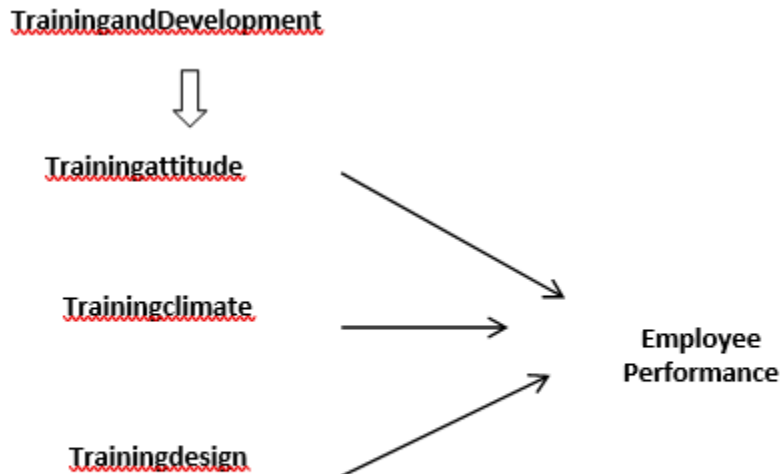 TrainingandDevelopment
Trainingattitude
Trainingclimate
Employee
Performance
Trainingdesign